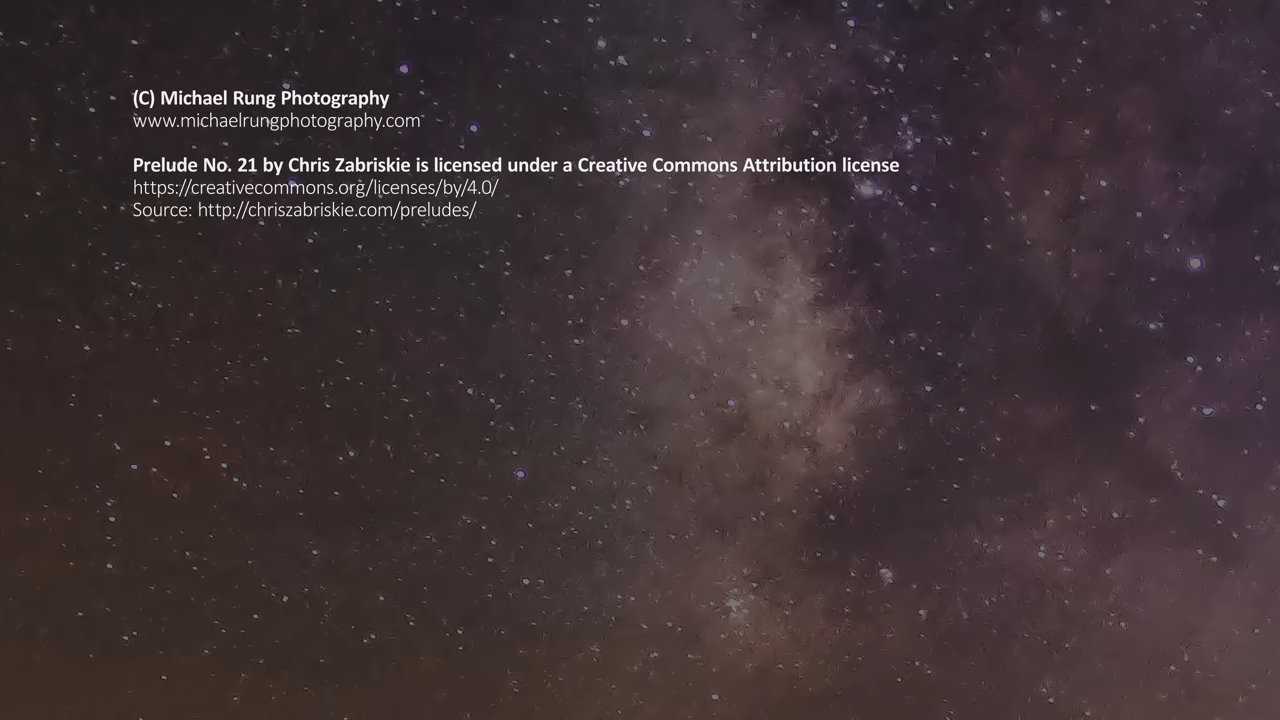 (C) Michael Rung Photography
www.michaelrungphotography.com
Prelude No. 21 by Chris Zabriskie is licensed under a Creative Commons Attribution license
https://creativecommons.org/licenses/by/4.0/
Source: http://chriszabriskie.com/preludes/